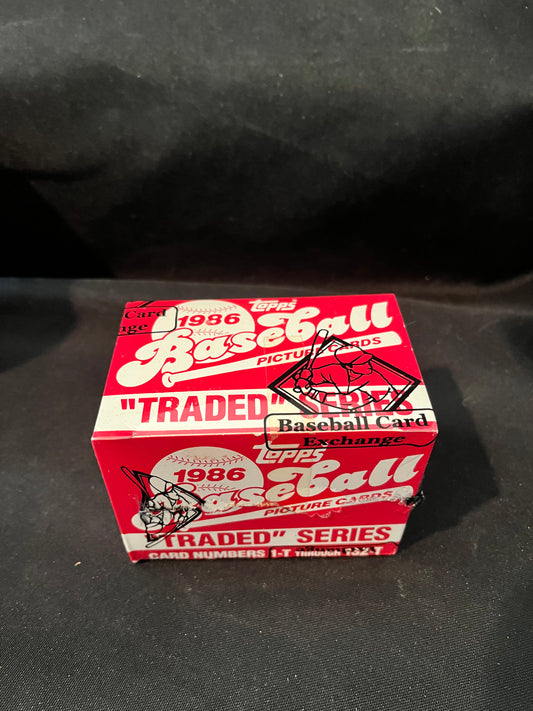 Card
age
Topps
1986
Baseball
PICTURE CARDS
"TRADED" SERIES
Baseball Card
Exchange
Topps
1986
Baseball
PICTURE CARDS
"TRADED" SERIES
CARD NUMBERS 1-T THROUGH 132-T